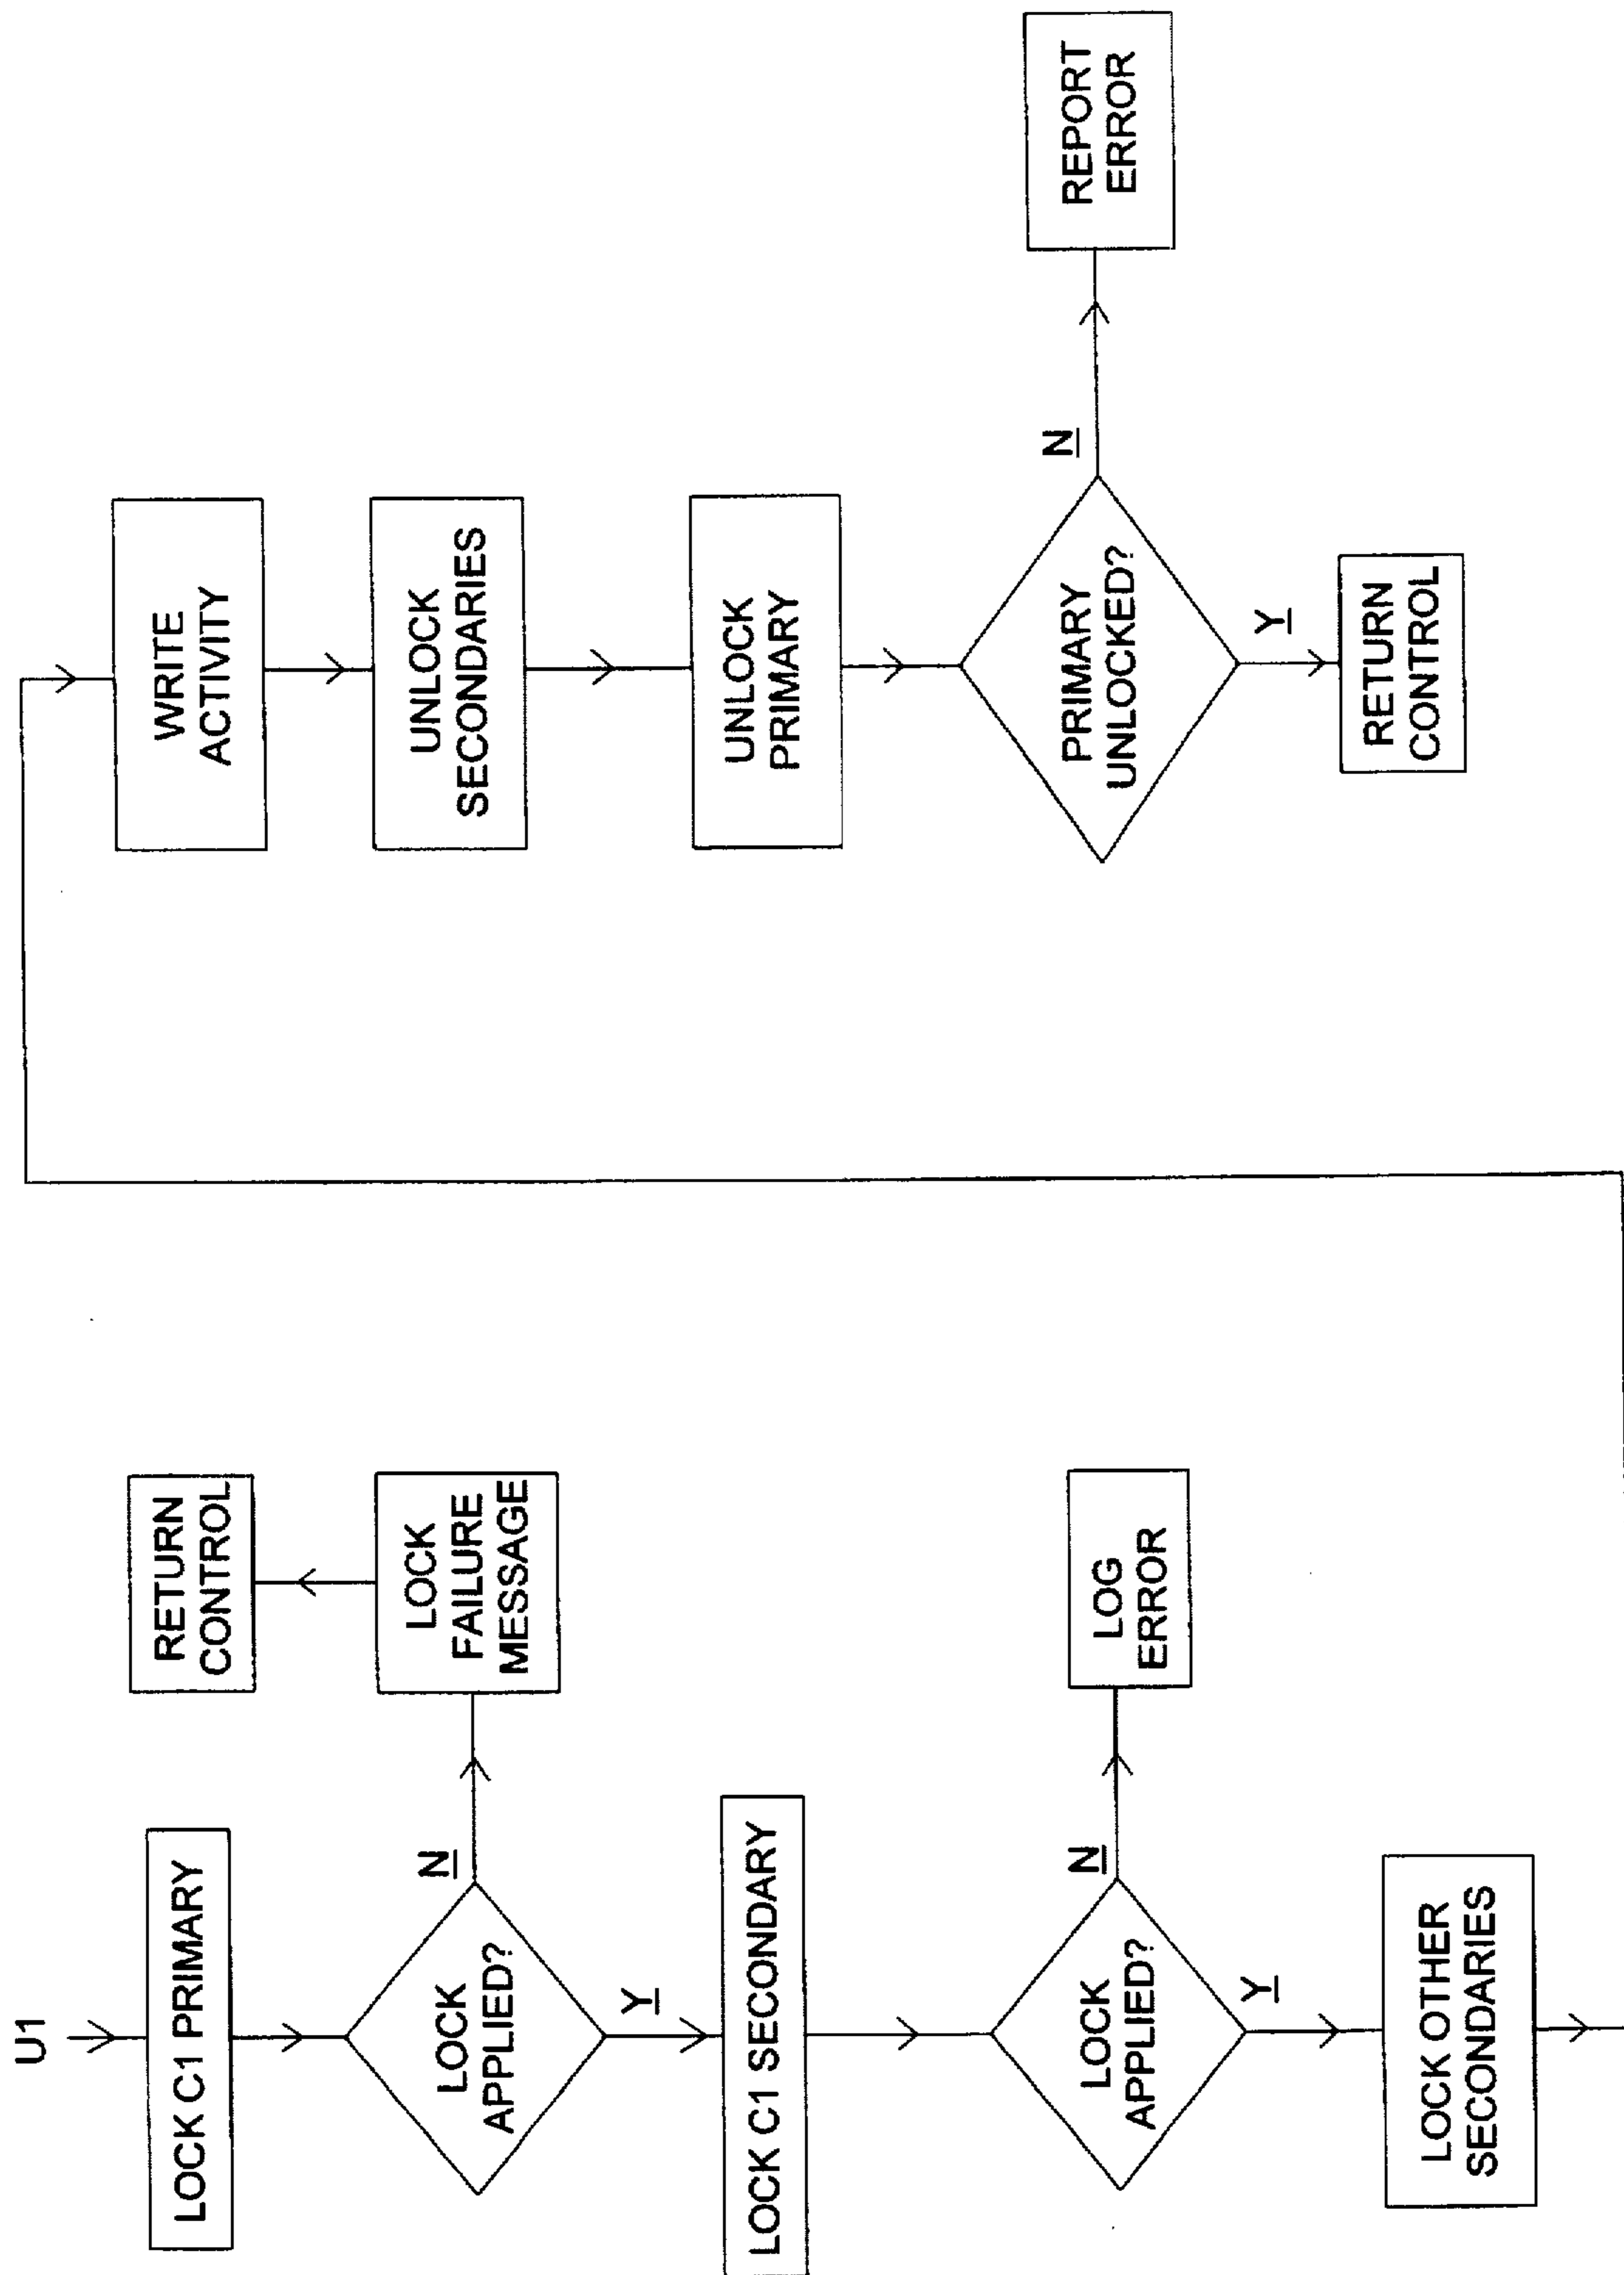 U1
LOCK C1 PRIMARY
LOCK
APPLIED?
N
LOCK
FAILURE
MESSAGE
RETURN
CONTROL
Y
LOCK C1 SECONDARY
LOCK
APPLIED?
N
LOG
ERROR
Y
LOCK OTHER
SECONDARIES
WRITE
ACTIVITY
UNLOCK
SECONDARIES
UNLOCK
PRIMARY
PRIMARY
UNLOCKED?
N
REPORT
ERROR
Y
RETURN
CONTROL